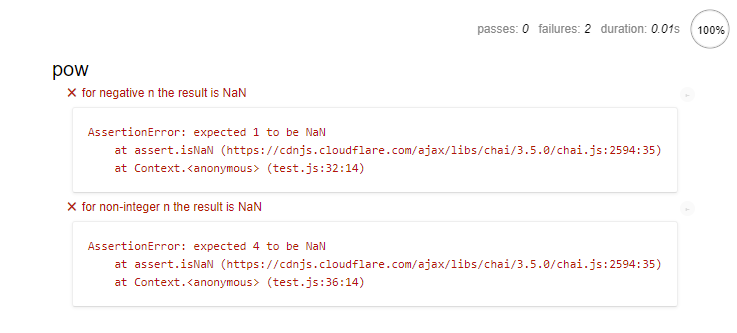 passes: 0 failures: 2 duration: 0.01s 100%
pow
✕ for negative n the result is NaN
AssertionError: expected 1 to be NaN
at assert.isNaN (https://cdnjs.cloudflare.com/ajax/libs/chai/3.5.0/chai.js:2594:35)
at Context.<anonymous> (test.js:32:14)
✕ for non-integer n the result is NaN
AssertionError: expected 4 to be NaN
at assert.isNaN (https://cdnjs.cloudflare.com/ajax/libs/chai/3.5.0/chai.js:2594:35)
at Context.<anonymous> (test.js:36:14)